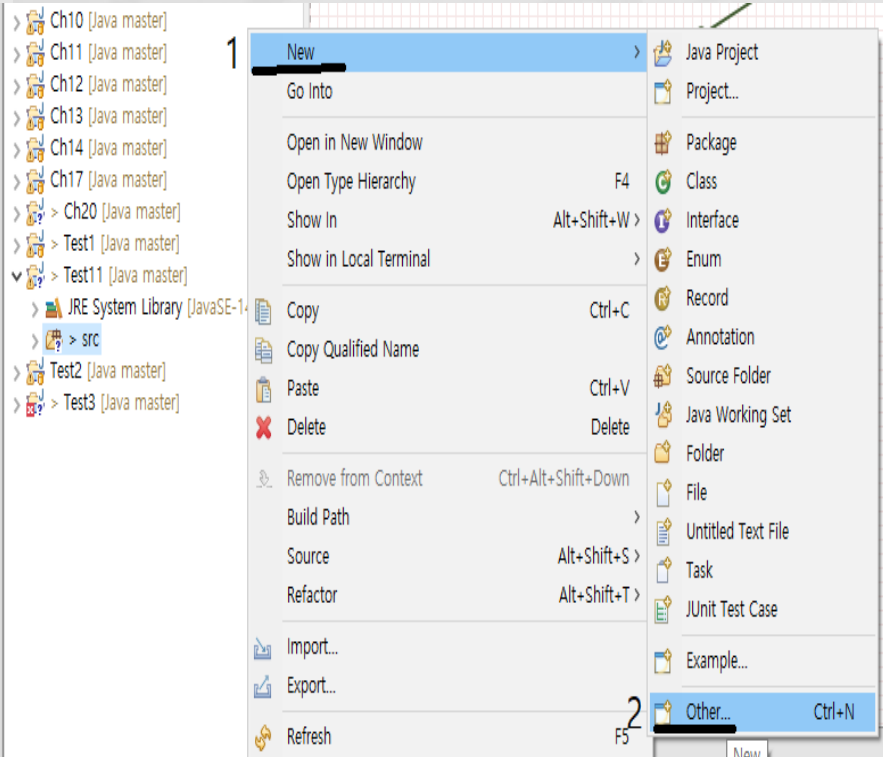 Ch10 [Java master]
Ch11 [Java master]
Ch12 [Java master]
Ch13 [Java master]
Ch14 [Java master]
Ch17 [Java master]
> Ch20 [Java master]
> Test1 [Java master]
> Test11 [Java master]
JRE System Library [JavaSE-14
> src
Test2 [Java master]
> Test3 [Java master]
1
New
Go Into
Open in New Window
Open Type Hierarchy F4
Show In Alt+Shift+W >
Show in Local Terminal
Copy Ctrl+C
Copy Qualified Name
Paste Ctrl+V
Delete Delete
Remove from Context Ctrl+Alt+Shift+Down
Build Path
Source Alt+Shift+S >
Refactor Alt+Shift+T >
Import...
Export...
Refresh F5
Java Project
Project...
Package
Class
Interface
Enum
Record
Annotation
Source Folder
Java Working Set
Folder
File
Untitled Text File
Task
JUnit Test Case
Example...
2
Other... Ctrl+N
New